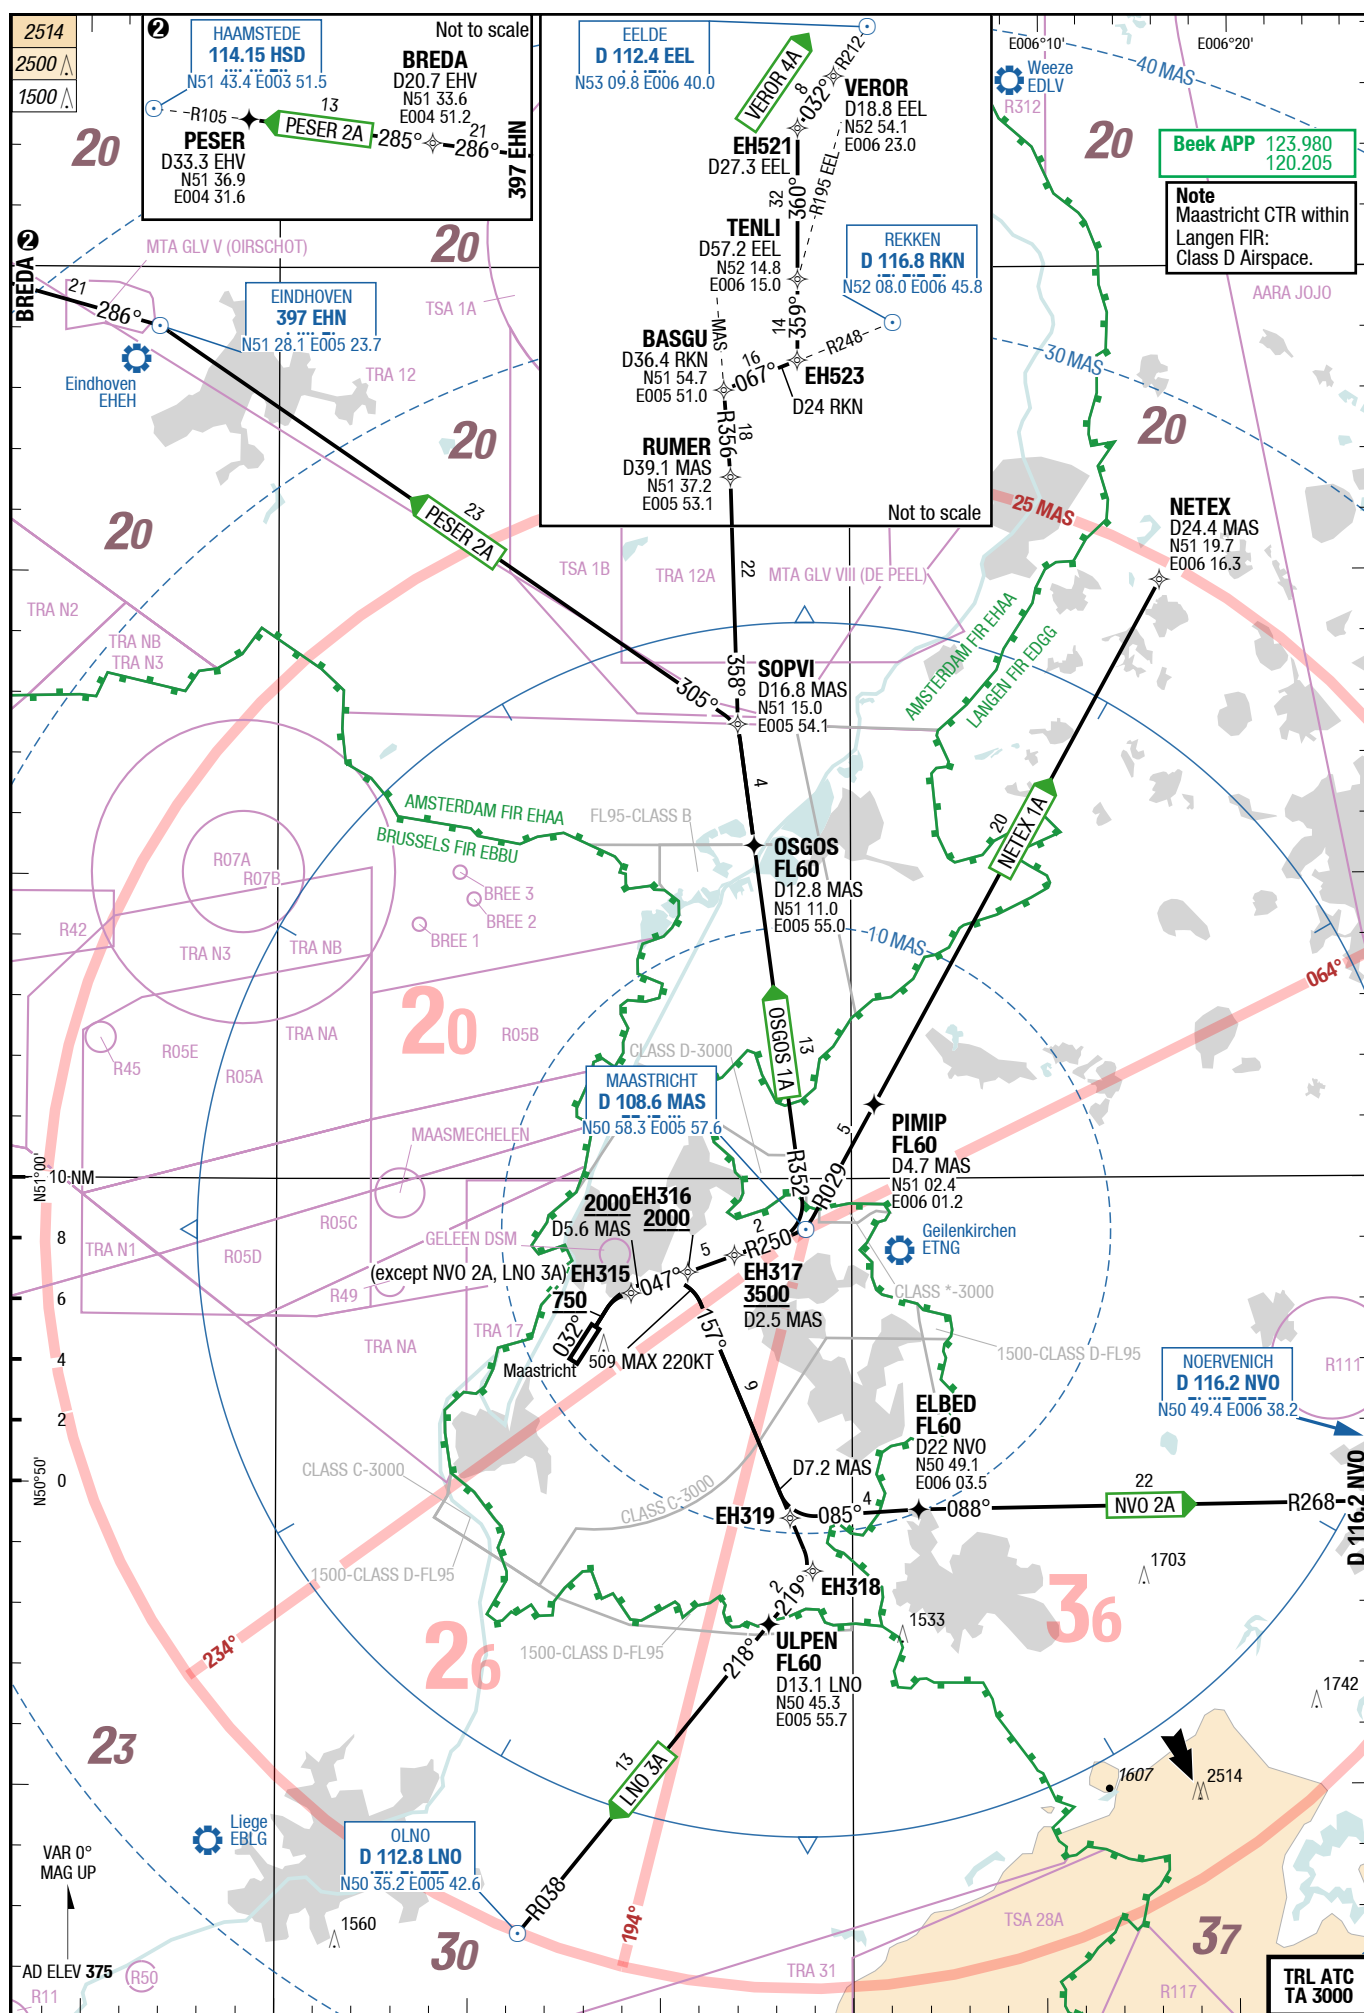 2514
2500
1500
2
Not to scale
HAAMSTEDE
114.15 HSD
N51 43.4 E003 51.5
BREDA
D20.7 EHV
N51 33.6
E004 51.2
R105
13
PESER 2A
285°
21
286°
397 EHN
PESER
D33.3 EHV
N51 36.9
E004 31.6
EELDE
D 112.4 EEL
N53 09.8 E006 40.0
VEROR 4A
8
032°
R212
VEROR
D18.8 EEL
N52 54.1
E006 23.0
EH521
D27.3 EEL
32
360°
R195 EEL
TENLI
D57.2 EEL
N52 14.8
E006 15.0
REKKEN
D 116.8 RKN
N52 08.0 E006 45.8
14
359°
MAS
BASGU
D36.4 RKN
N51 54.7
E005 51.0
16
067°
R248
EH523
D24 RKN
R356
18
RUMER
D39.1 MAS
N51 37.2
E005 53.1
Not to scale
E006°10'
E006°20'
40 MAS
Weeze
EDLV
R312
Beek APP 123.980
120.205
Note
Maastricht CTR within
Langen FIR:
Class D Airspace.
AARA JOJO
20
20
20
20
20
20
2
BREDA
MTA GLV V (OIRSCHOT)
21
286°
EINDHOVEN
397 EHN
N51 28.1 E005 23.7
Eindhoven
EHEH
TSA 1A
TRA 12
30 MAS
25 MAS
NETEX
D24.4 MAS
N51 19.7
E006 16.3
23
PESER 2A
TSA 1B
TRA 12A
22
MTA GLV VIII (DE PEEL)
TRA N2
TRA NB
TRA N3
AMSTERDAM FIR EHAA
LANGEN FIR EDGG
305°
358°
SOPVI
D16.8 MAS
N51 15.0
E005 54.1
4
AMSTERDAM FIR EHAA
BRUSSELS FIR EBBU
FL95-CLASS B
20
NETEX 1A
OSGOS
FL60
D12.8 MAS
N51 11.0
E005 55.0
R07A
R07B
BREE 3
BREE 2
BREE 1
R42
TRA N3
TRA NB
10 MAS
064°
20
TRA NA
R05B
R45
R05E
R05A
CLASS D-3000
OSGOS 1A
13
MAASTRICHT
D 108.6 MAS
N50 58.3 E005 57.6
MAASMECHELEN
5
PIMIP
FL60
D4.7 MAS
N51 02.4
E006 01.2
N51°00'
10 NM
R352
R029
2000
D5.6 MAS
EH316
2000
R05C
GELEEN DSM
2
R250
Geilenkirchen
ETNG
8
TRA N1
R05D
(except NVO 2A, LNO 3A)
EH315
047°
5
EH317
3500
D2.5 MAS
6
R49
750
CLASS *-3000
032°
157°
TRA 17
TRA NA
4
Maastricht
509
MAX 220KT
9
1500-CLASS D-FL95
NOERVENICH
D 116.2 NVO
N50 49.4 E006 38.2
R111
2
ELBED
FL60
D22 NVO
N50 49.1
E006 03.5
0
N50°50'
CLASS C-3000
CLASS C-3000
D7.2 MAS
EH319
085°
4
088°
22
NVO 2A
R268
D 116.2 NVO
1500-CLASS D-FL95
EH318
1703
36
2
219°
1533
234°
26
1500-CLASS D-FL95
ULPEN
FL60
D13.1 LNO
N50 45.3
E005 55.7
218°
1742
23
13
LNO 3A
1607
2514
Liege
EBLG
OLNO
D 112.8 LNO
N50 35.2 E005 42.6
VAR 0°
MAG UP
R038
1560
194°
30
TSA 28A
37
AD ELEV 375
R50
R11
TRA 31
R117
TRL ATC
TA 3000